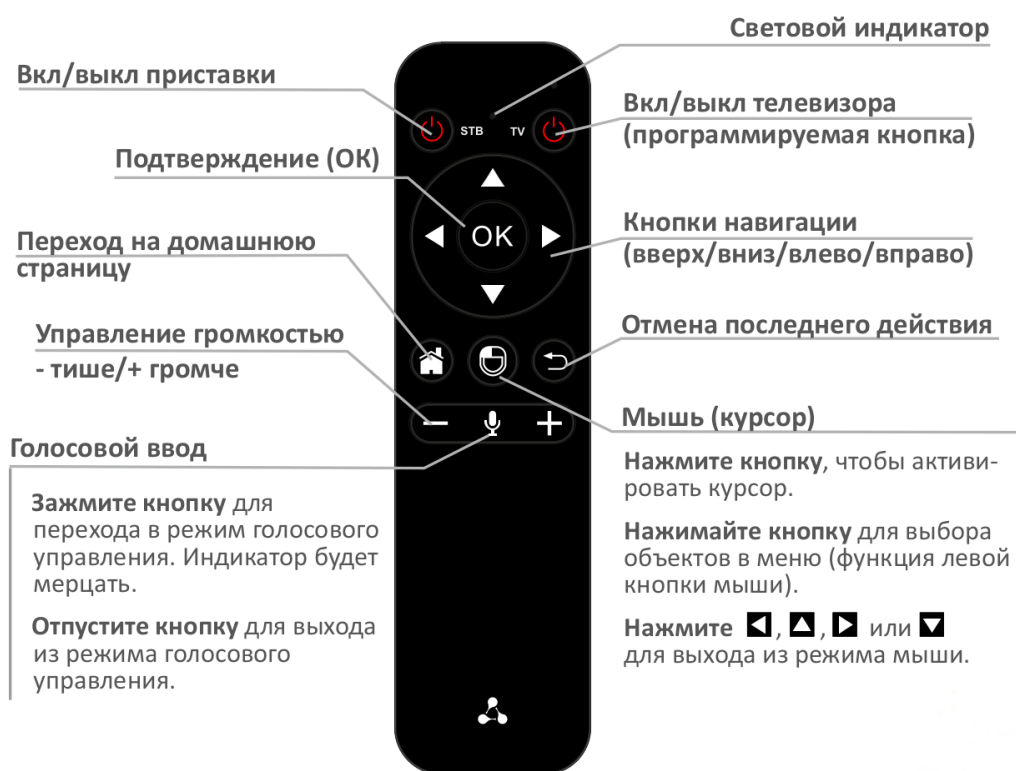 Световой индикатор
Вкл/выкл приставки
Вкл/выкл телевизора
(программируемая кнопка)
STB
TV
Подтверждение (ОК)
OK
Кнопки навигации
(вверх/вниз/влево/вправо)
Переход на домашнюю
страницу
Отмена последнего действия
Управление громкостью
- тише/+ громче
Голосовой ввод
Зажмите кнопку для
перехода в режим голосового
управления. Индикатор будет
мерцать.
Отпустите кнопку для выхода
из режима голосового
управления.
Мышь (курсор)
Нажмите кнопку, чтобы активи-
ровать курсор.
Нажимайте кнопку для выбора
объектов в меню (функция левой
кнопки мыши).
Нажмите ◀, ▲, ▶ или ▼
для выхода из режима мыши.